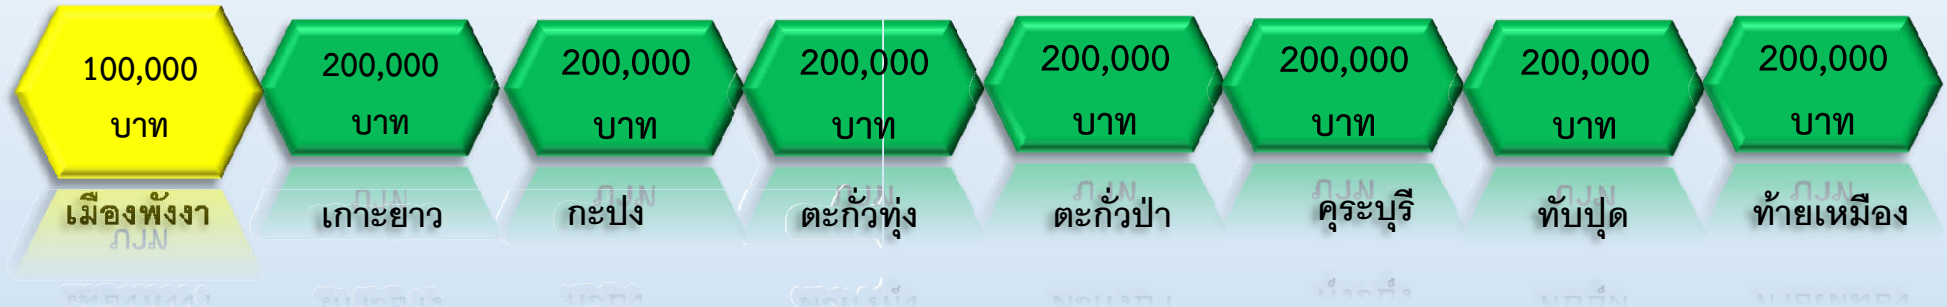 100,000
บาท
200,000
บาท
200,000
บาท
200,000
บาท
200,000
บาท
200,000
บาท
200,000
บาท
200,000
บาท
เมืองพังงา
เกาะยาว
กะปง
ตะกั่วทุ่ง
ตะกั่วป่า
คุระบุรี
ทับปุด
ท้ายเหมือง